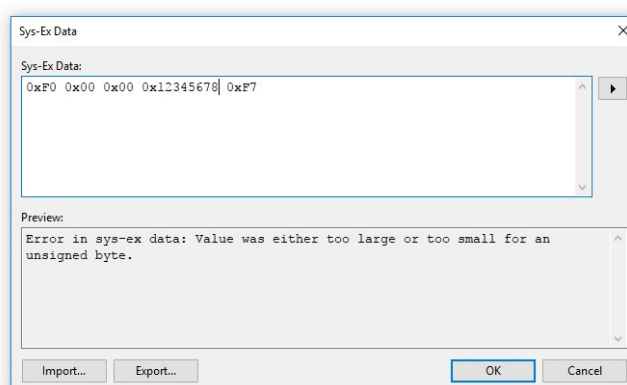 Sys-Ex Data
Sys-Ex Data:
0xF0 0x00 0x00 0x12345678 0xF7
Preview:
Error in sys-ex data: Value was either too large or too small for an
unsigned byte.
Import... Export... OK Cancel